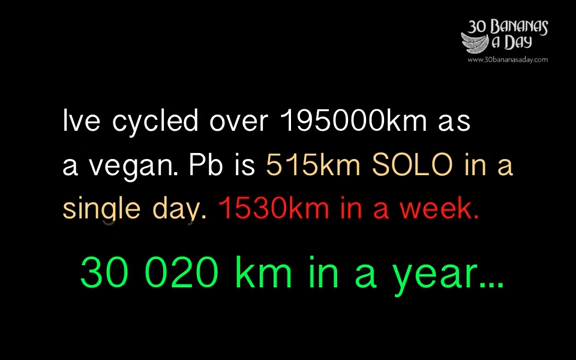 30 BANANAS
A DAY
www.30bananasaday.com
Ive cycled over 195000km as
a vegan. Pb is 515km SOLO in a
single day. 1530km in a week.
30 020 km in a year...